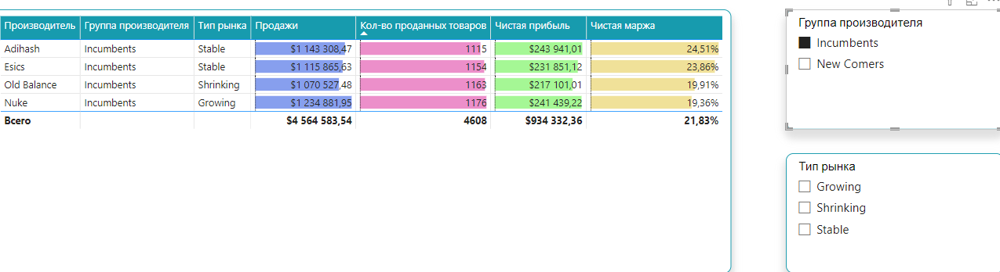 Производитель Группа производителя Тип рынка Продажи Кол-во проданных товаров Чистая прибыль Чистая маржа
Adihash Incumbents Stable $1 143 308,47 1115 $243 941,01 24,51%
Esics Incumbents Stable $1 115 865,63 1154 $231 851,12 23,86%
Old Balance Incumbents Shrinking $1 070 527,48 1163 $217 101,01 19,91%
Nuke Incumbents Growing $1 234 881,95 1176 $241 439,22 19,36%
Всего $4 564 583,54 4608 $934 332,36 21,83%
Группа производителя
Incumbents
New Comers
Тип рынка
Growing
Shrinking
Stable